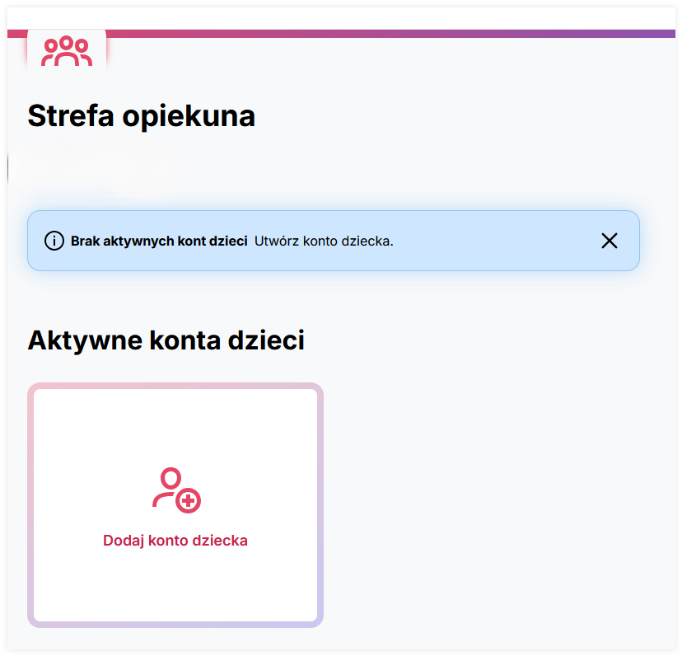 Strefa opiekuna
Brak aktywnych kont dzieci Utwórz konto dziecka.
Aktywne konta dzieci
Dodaj konto dziecka